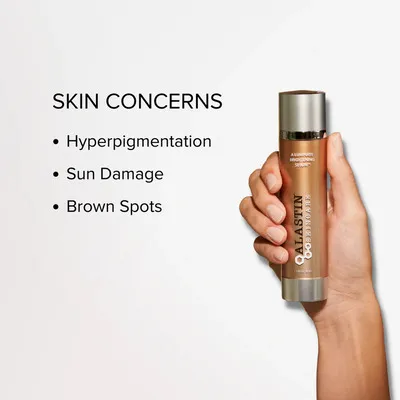 SKIN CONCERNS
• Hyperpigmentation
• Sun Damage
• Brown Spots
ALASTIN
SKINCARE